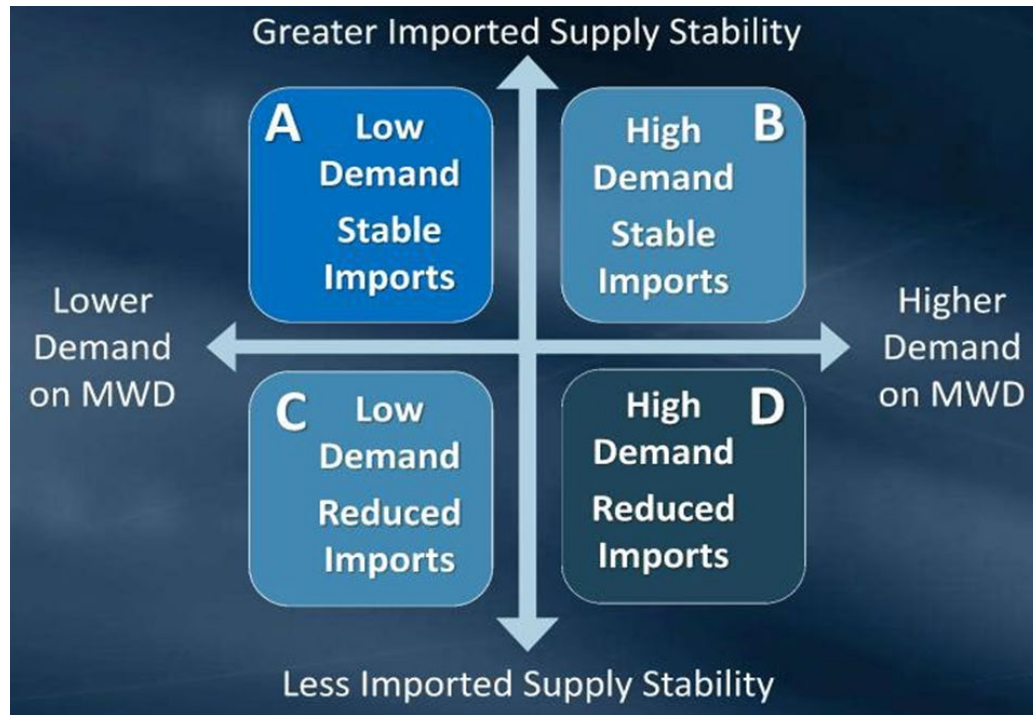 Greater Imported Supply Stability
A
Low
Demand
Stable
Imports
B
High
Demand
Stable
Imports
Lower
Demand
on MWD
Higher
Demand
on MWD
C
Low
Demand
Reduced
Imports
D
High
Demand
Reduced
Imports
Less Imported Supply Stability